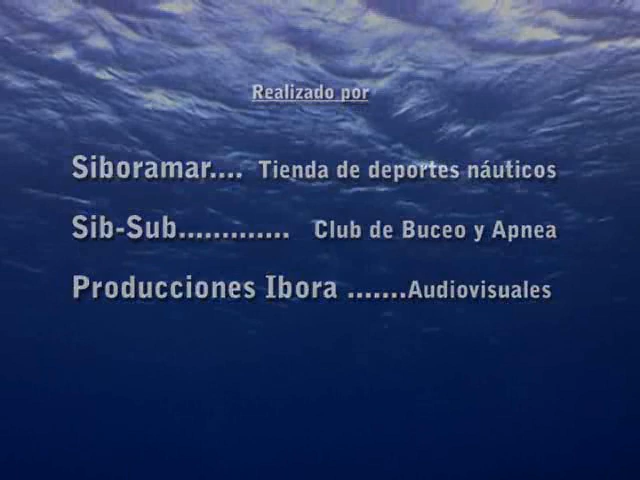 Realizado por
Siboramar.... Tienda de deportes náuticos
Sib-Sub............. Club de Buceo y Apnea
Producciones Ibora .......Audiovisuales